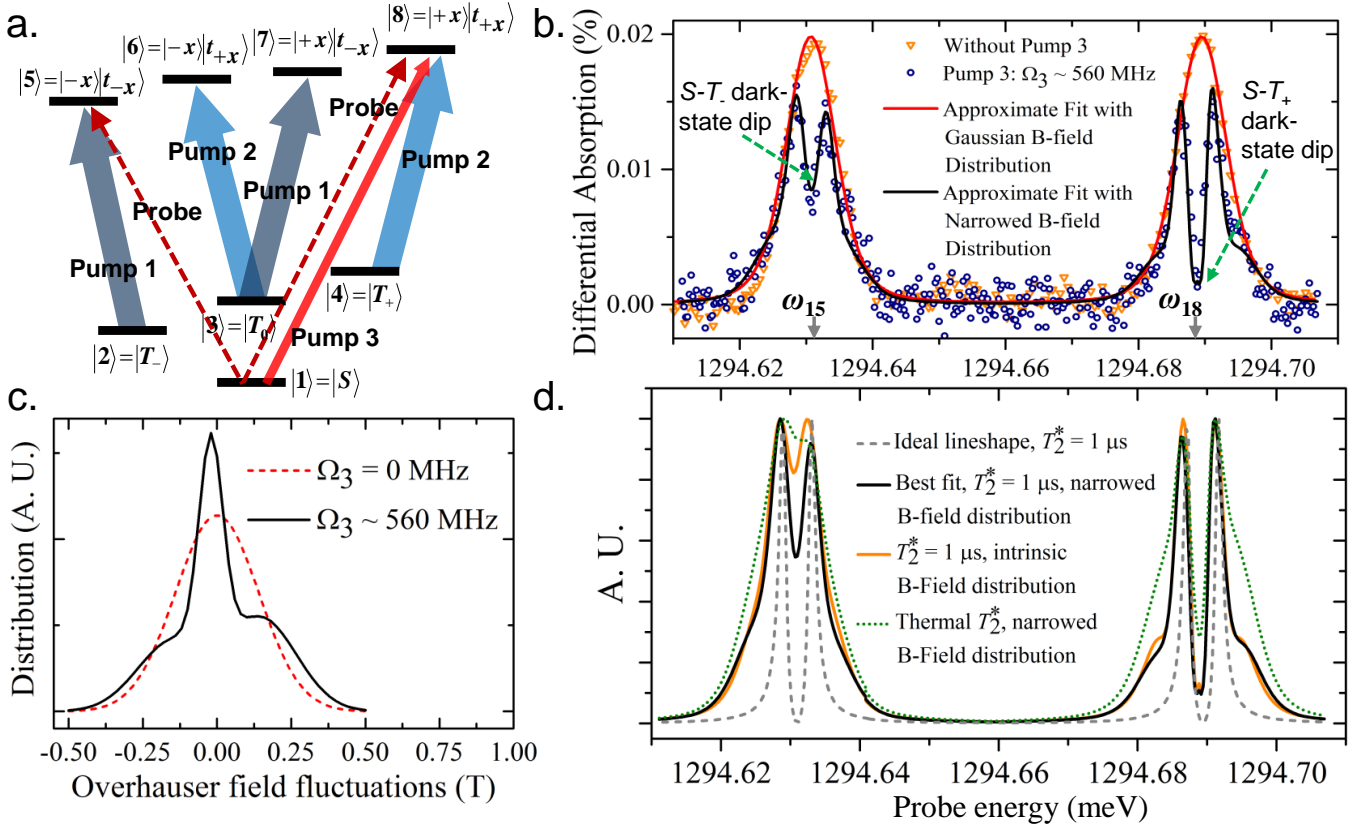 a.
|8⟩=|+x⟩|t+x⟩
|6⟩=|−x⟩|t+x⟩
|7⟩=|+x⟩|t−x⟩
|5⟩=|−x⟩|t−x⟩
Probe
Pump 2
Pump 2
Pump 1
Probe
Pump 1
|4⟩=|T+⟩
|3⟩=|T0⟩
Pump 3
|2⟩=|T−⟩
|1⟩=|S⟩
b.
Differential Absorption (%)
0.02
0.01
0.00
Without Pump 3
Pump 3: Ω3 ~ 560 MHz
Approximate Fit with
Gaussian B-field
Distribution
Approximate Fit with
Narrowed B-field
Distribution
S-T- dark-
state dip
S-T+
dark-
state dip
ω15
ω18
1294.62
1294.64
1294.68
1294.70
c.
Distribution (A. U.)
Ω3 = 0 MHz
Ω3 ~ 560 MHz
-0.50
-0.25
0.00
0.25
0.50
0.75
1.00
Overhauser field fluctuations (T)
d.
A. U.
Ideal lineshape, T2* = 1 μs
Best fit, T2* = 1 μs, narrowed
B-field distribution
T2* = 1 μs, intrinsic
B-Field distribution
Thermal T2*, narrowed
B-Field distribution
1294.62
1294.64
1294.68
1294.70
Probe energy (meV)